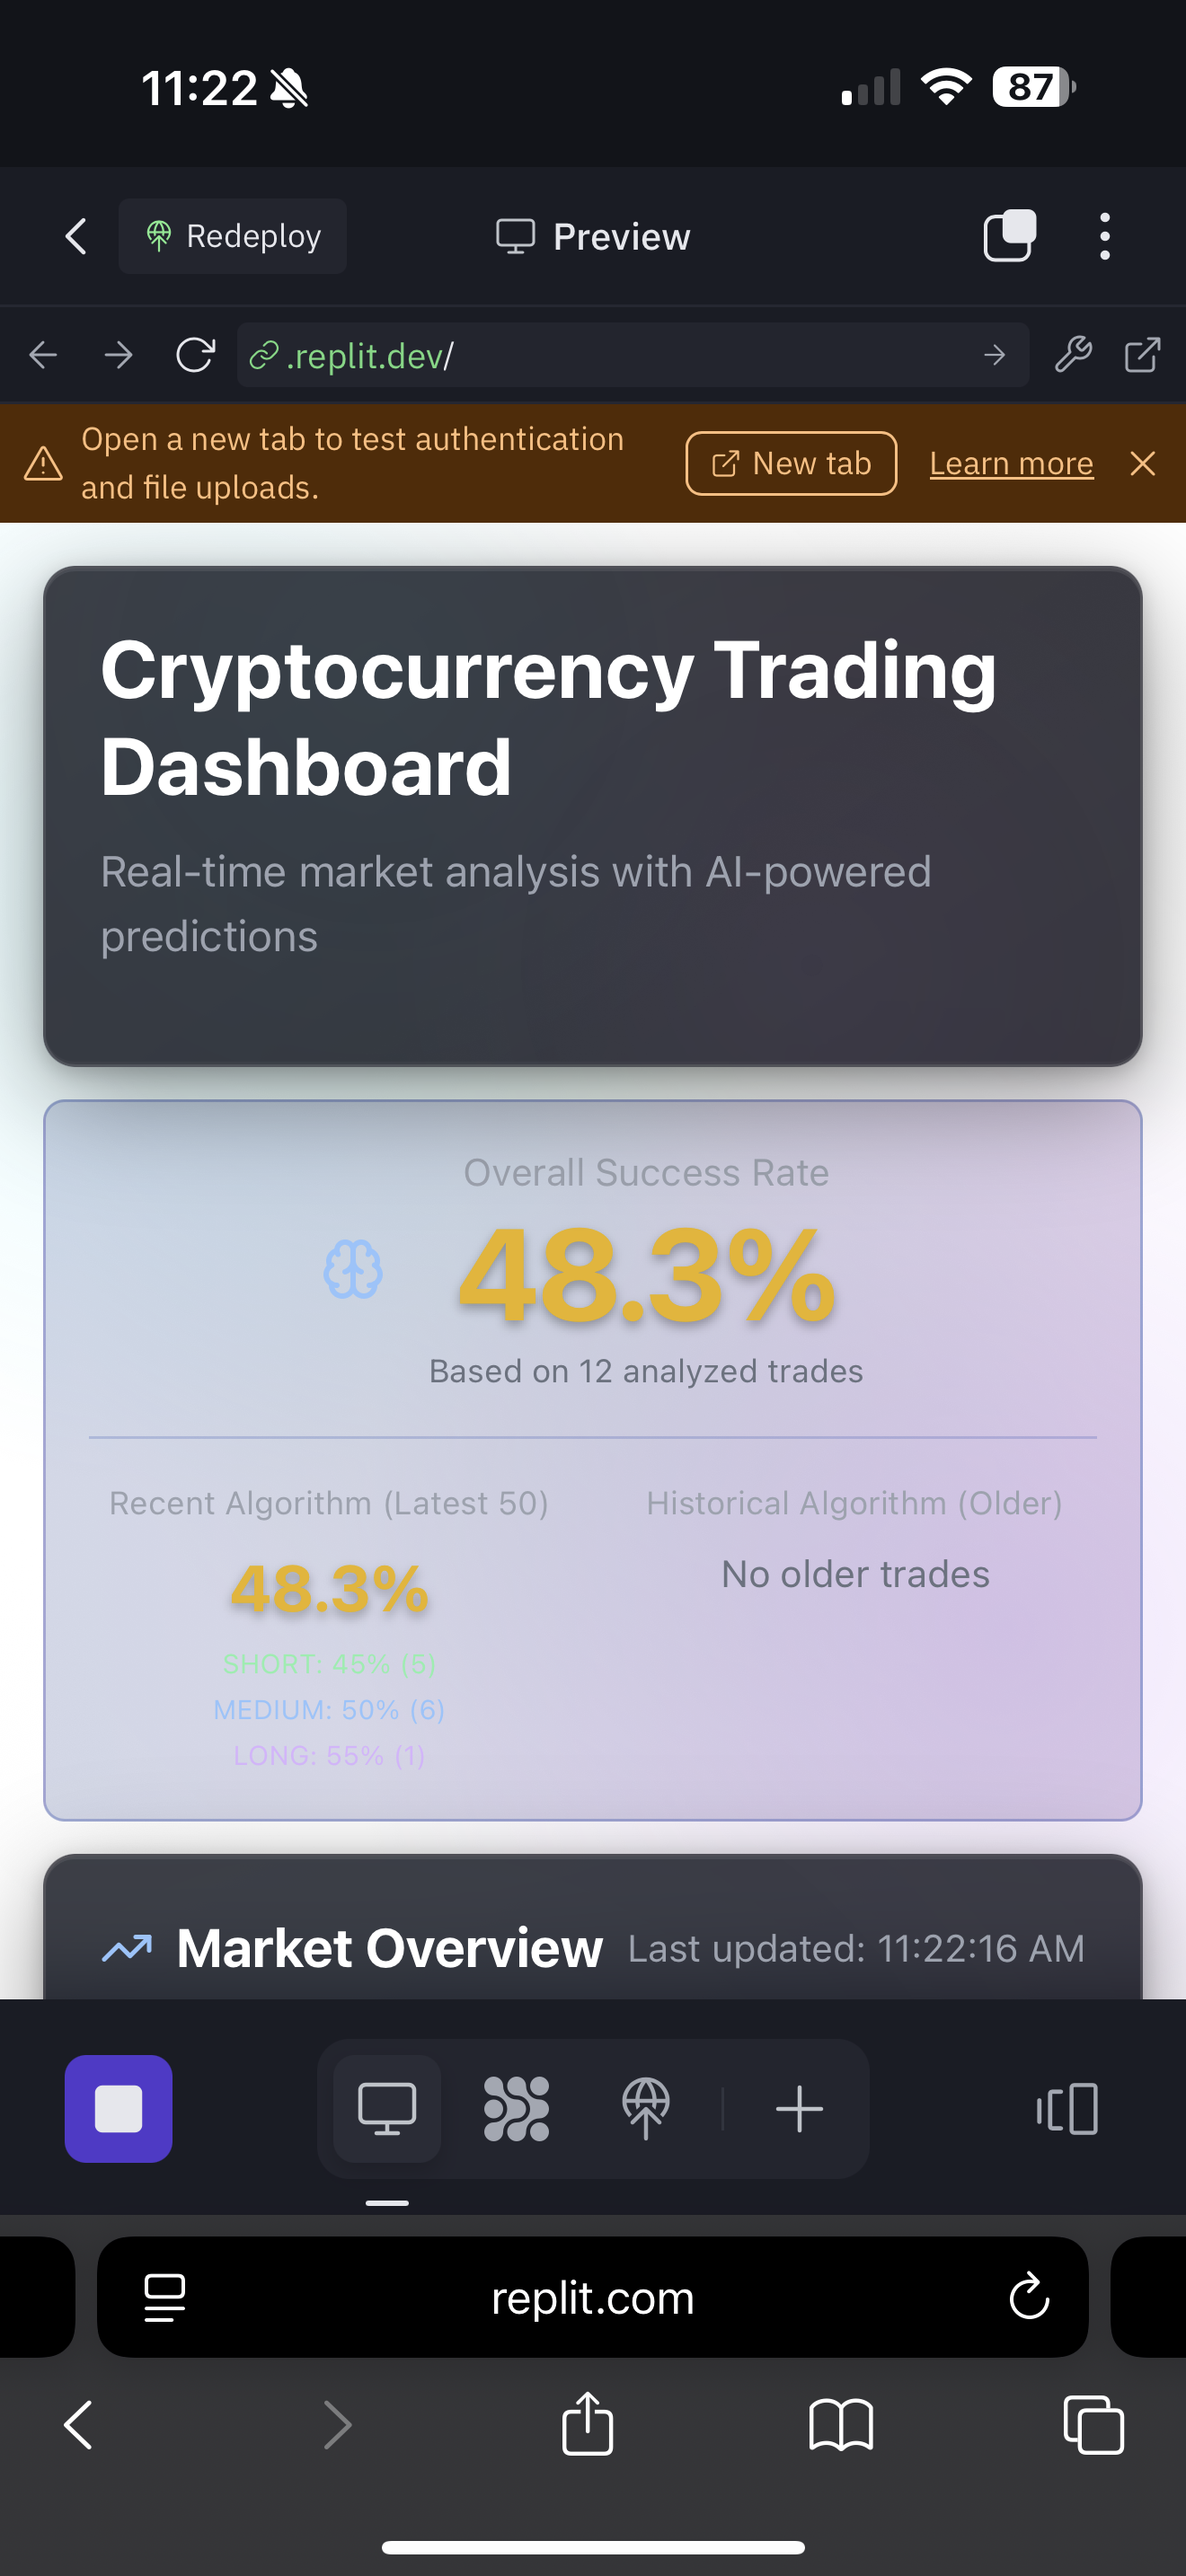 11:22
87
Redeploy
Preview
.replit.dev/
Open a new tab to test authentication
and file uploads.
New tab
Learn more
Cryptocurrency Trading
Dashboard
Real-time market analysis with AI-powered
predictions
Overall Success Rate
48.3%
Based on 12 analyzed trades
Recent Algorithm (Latest 50)
48.3%
SHORT: 45% (5)
MEDIUM: 50% (6)
LONG: 55% (1)
Historical Algorithm (Older)
No older trades
Market Overview
Last updated: 11:22:16 AM
replit.com